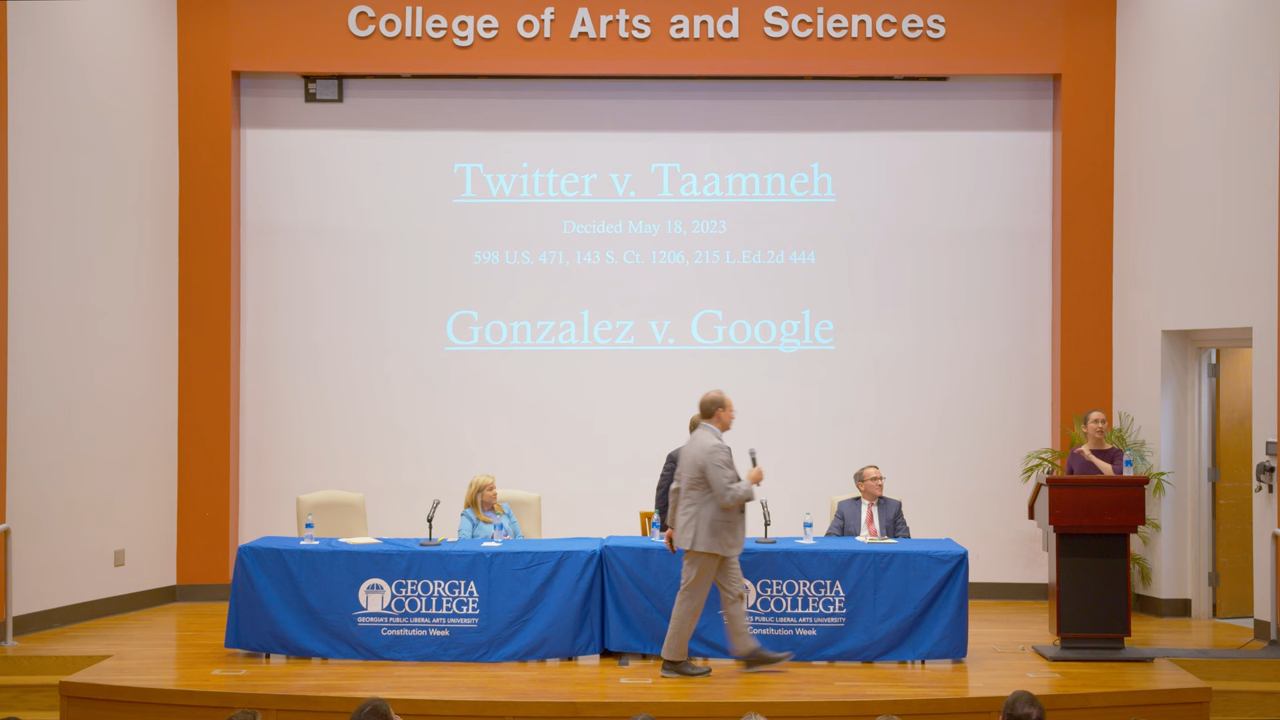 College of Arts and Sciences
Twitter v. Taamneh
Decided May 18, 2023
598 U.S. 471, 143 S. Ct. 1206, 215 L.Ed.2d 444
Gonzalez v. Google
GEORGIA
COLLEGE
GEORGIA'S PUBLIC LIBERAL ARTS UNIVERSITY
Constitution Week
GEORGIA
COLLEGE
GEORGIA'S PUBLIC LIBERAL ARTS UNIVERSITY
Constitution Week